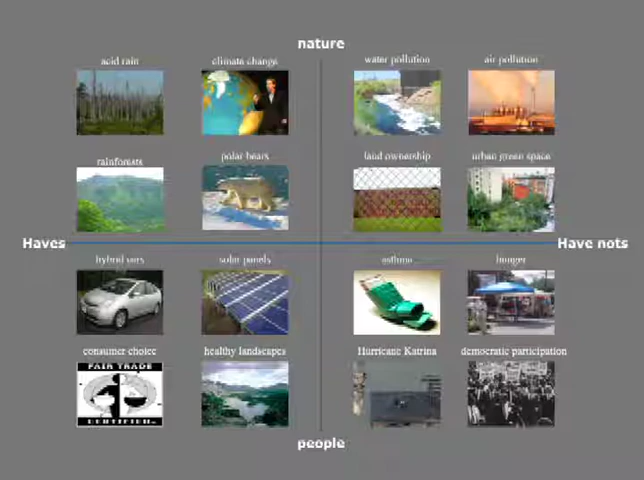 nature
acid rain
climate change
water pollution
air pollution
rainforests
polar bears
land ownership
urban green space
Haves
Have nots
hybrid cars
solar panels
asthma
hunger
consumer choice
healthy landscapes
Hurricane Katrina
democratic participation
FAIR TRADE
CERTIFIED
people